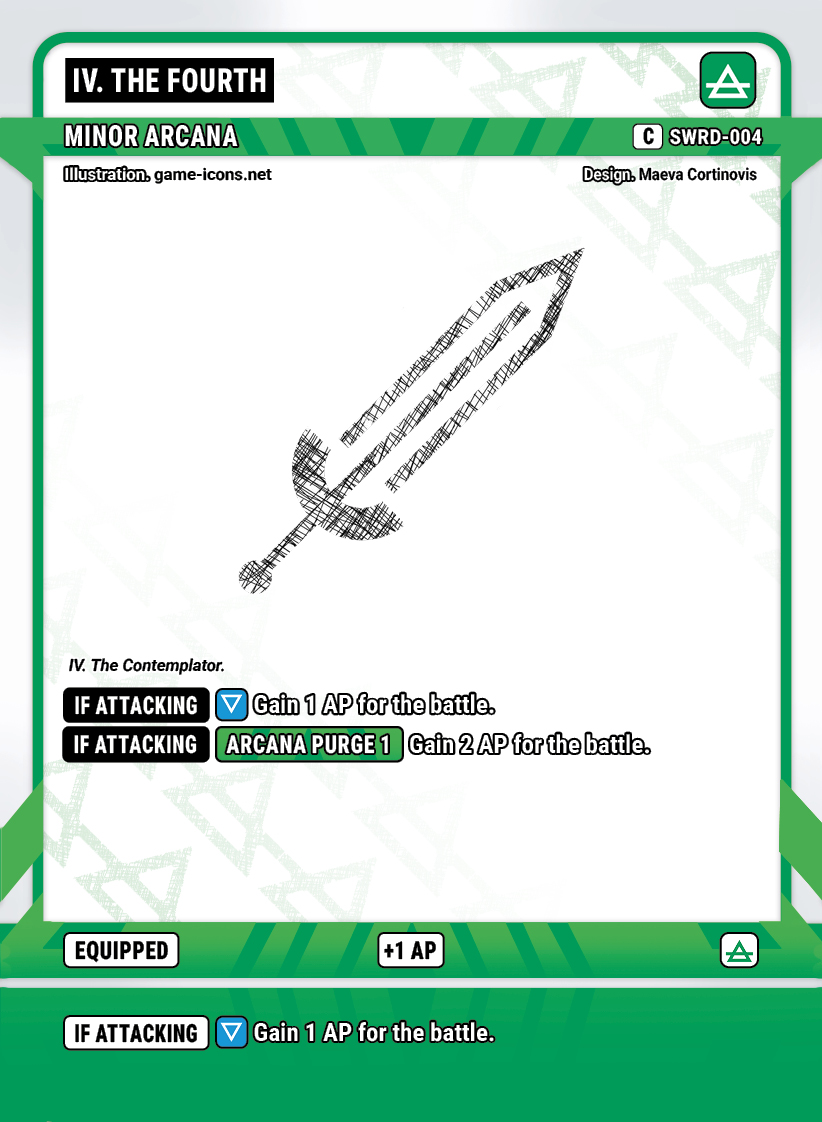 IV. THE FOURTH
MINOR ARCANA
C SWRD-004
Illustration. game-icons.net
Design. Maeva Cortinovis
IV. The Contemplator.
IF ATTACKING Gain 1 AP for the battle.
IF ATTACKING ARCANA PURGE 1 Gain 2 AP for the battle.
EQUIPPED +1 AP
IF ATTACKING Gain 1 AP for the battle.